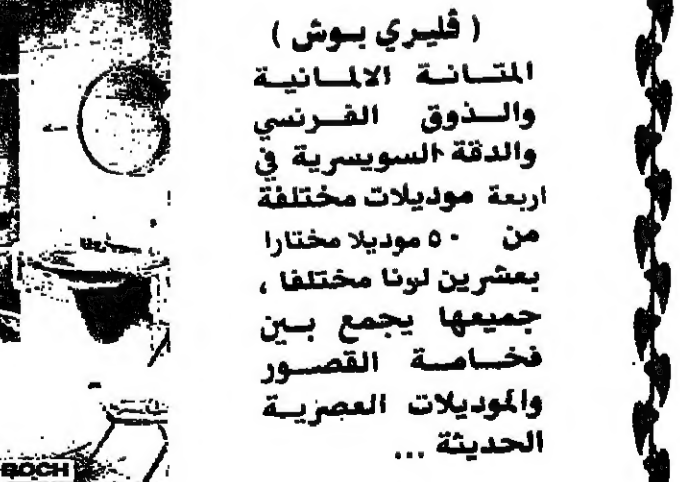 ( ڤليري بوش )
المتانة الالمانية
والذوق الفرنسي
والدقة السويسرية في
اربعة موديلات مختلفة
من ٥٠ موديلا مختارا
بعشرين لونا مختلفا ،
جميعها يجمع بين
فخامة القصور
والموديلات العصرية
الحديثة ...
BOCH